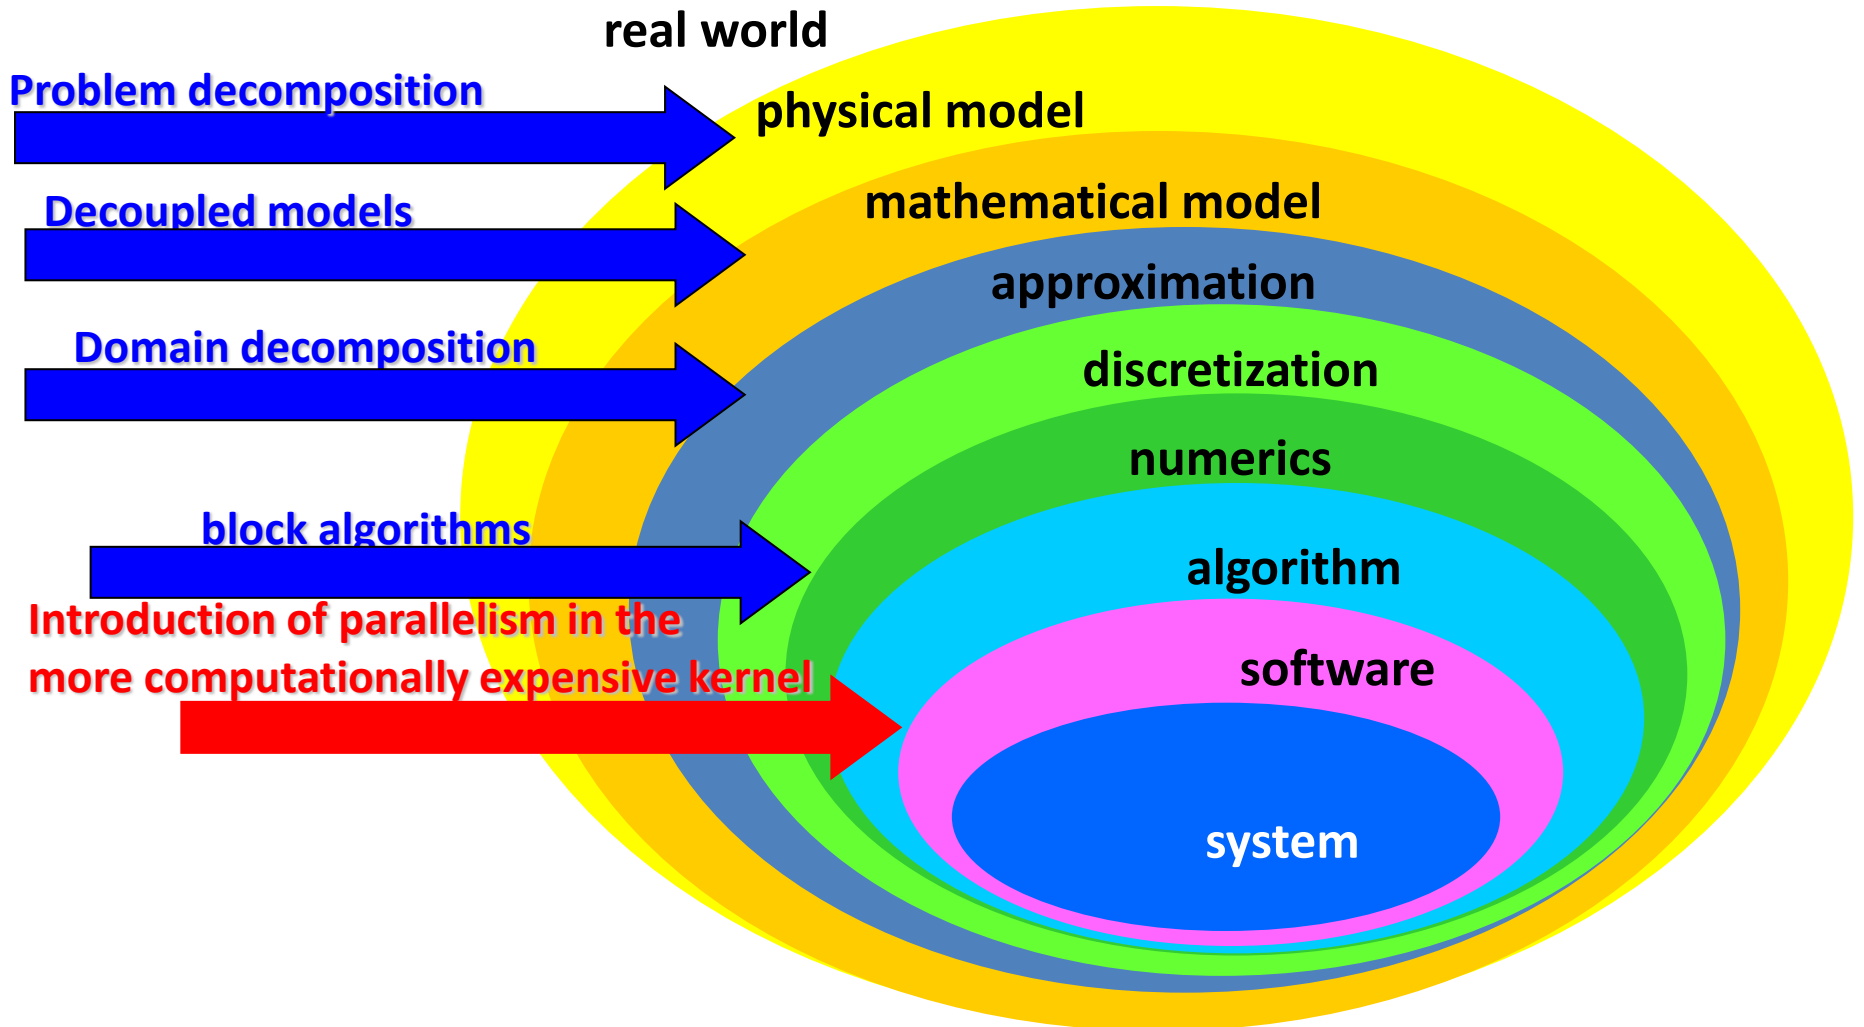 real world
Problem decomposition
physical model
Decoupled models
mathematical model
approximation
Domain decomposition
discretization
numerics
block algorithms
algorithm
Introduction of parallelism in the
more computationally expensive kernel
software
system